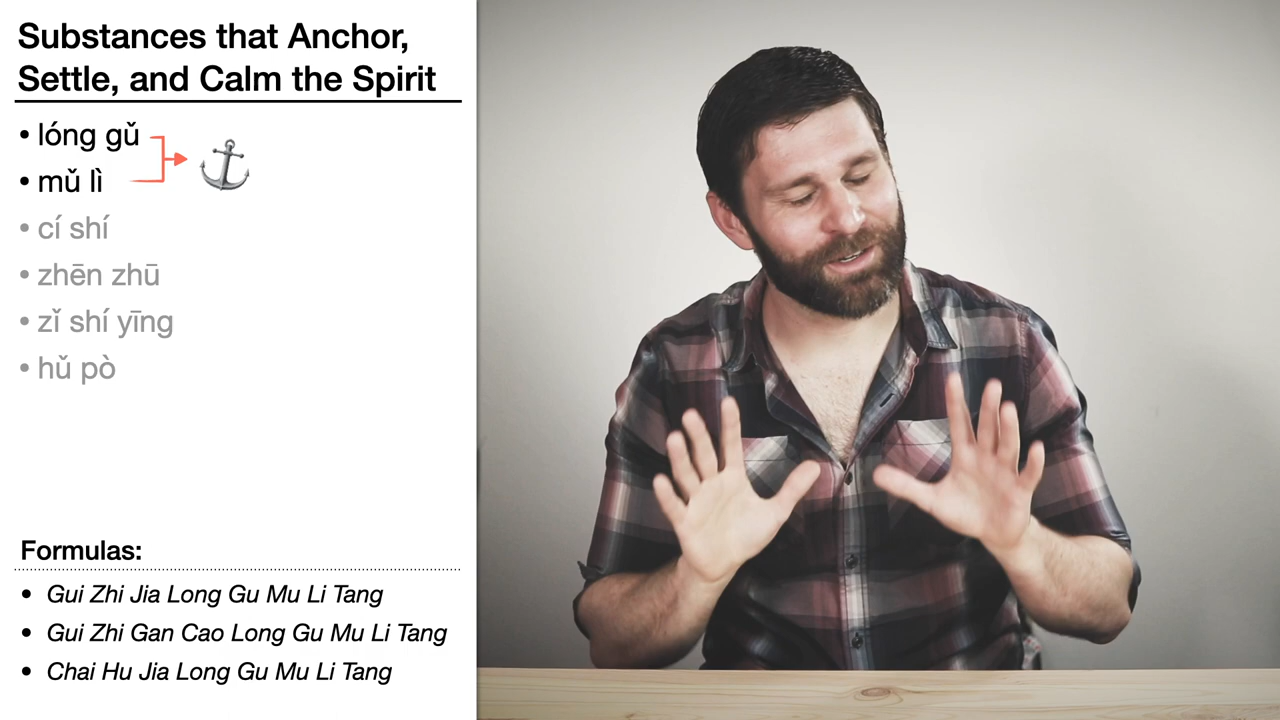 Substances that Anchor,
Settle, and Calm the Spirit
• lóng gǔ
• mǔ lì
• cí shí
• zhēn zhū
• zǐ shí yīng
• hǔ pò
Formulas:
• Gui Zhi Jia Long Gu Mu Li Tang
• Gui Zhi Gan Cao Long Gu Mu Li Tang
• Chai Hu Jia Long Gu Mu Li Tang